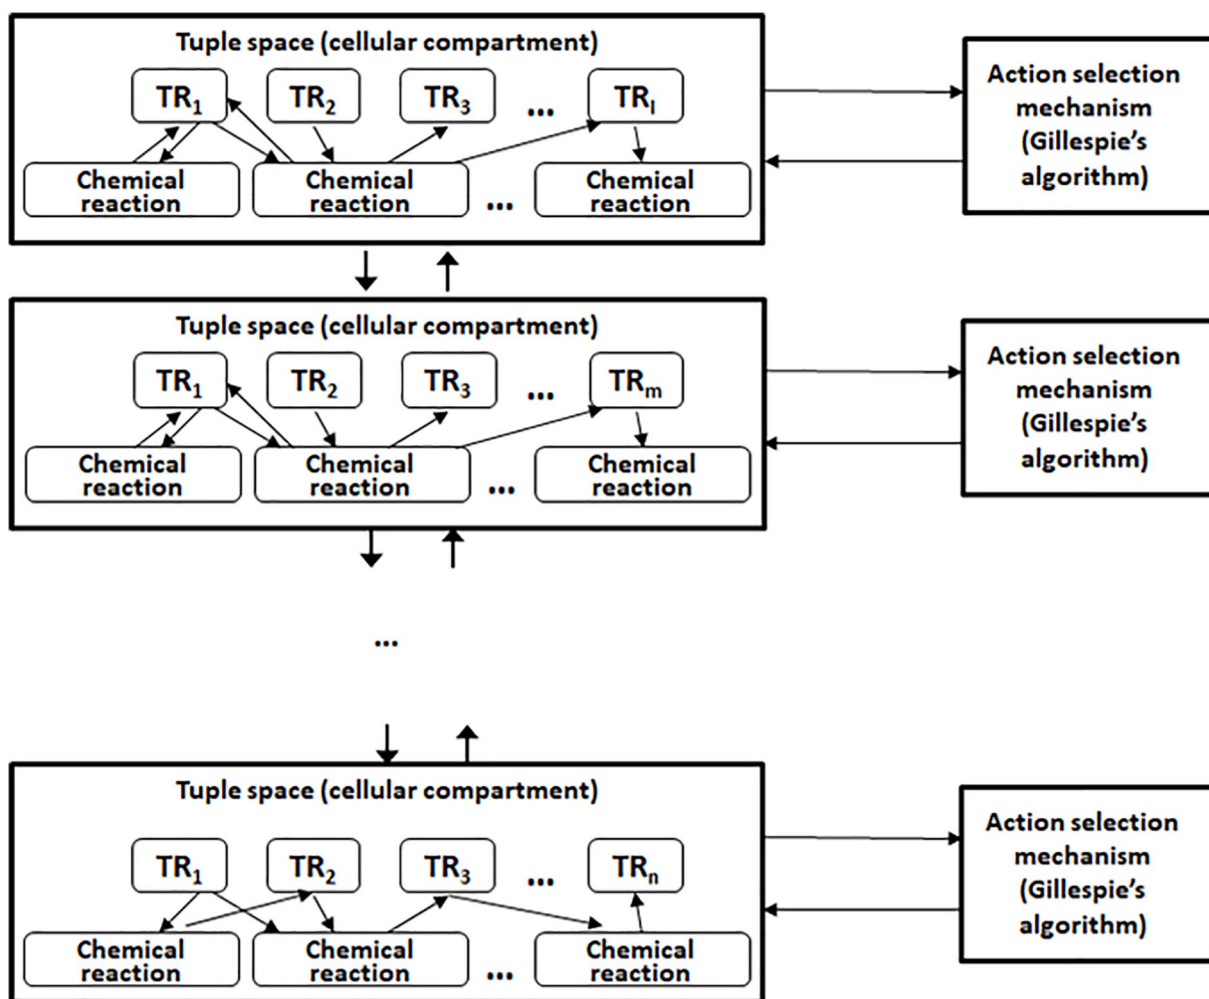 Tuple space (cellular compartment)
TR1 TR2 TR3 ... TRl
Chemical reaction Chemical reaction ... Chemical reaction
Action selection
mechanism
(Gillespie's
algorithm)
Tuple space (cellular compartment)
TR1 TR2 TR3 ... TRm
Chemical reaction Chemical reaction ... Chemical reaction
Action selection
mechanism
(Gillespie's
algorithm)
...
Tuple space (cellular compartment)
TR1 TR2 TR3 ... TRn
Chemical reaction Chemical reaction ... Chemical reaction
Action selection
mechanism
(Gillespie's
algorithm)